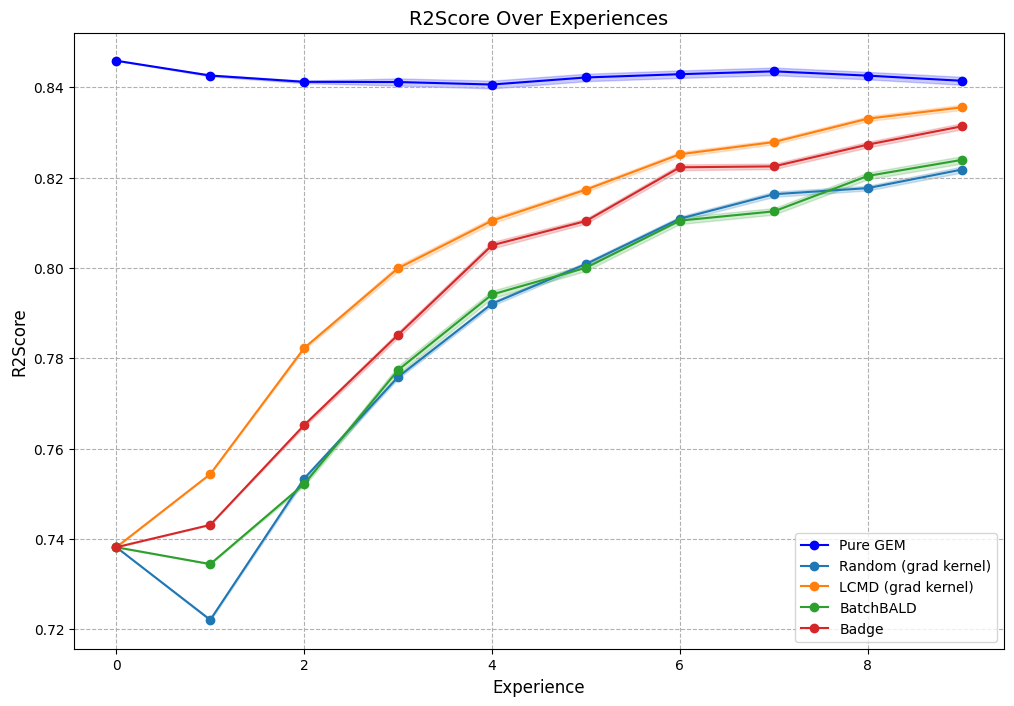 R2Score Over Experiences
R2Score
0.84
0.82
0.80
0.78
0.76
0.74
0.72
0
2
4
6
8
Experience
Pure GEM
Random (grad kernel)
LCMD (grad kernel)
BatchBALD
Badge